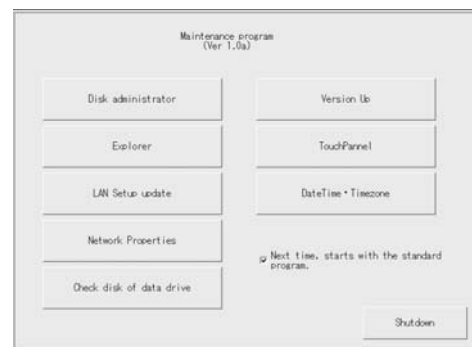 Maintenance program
(Ver 1.0a)
Disk administrator
Version Up
Explorer
TouchPannel
LAN Setup update
DateTime・Timezone
Network Properties
Next time, starts with the standard
program.
Check disk of data drive
Shutdown